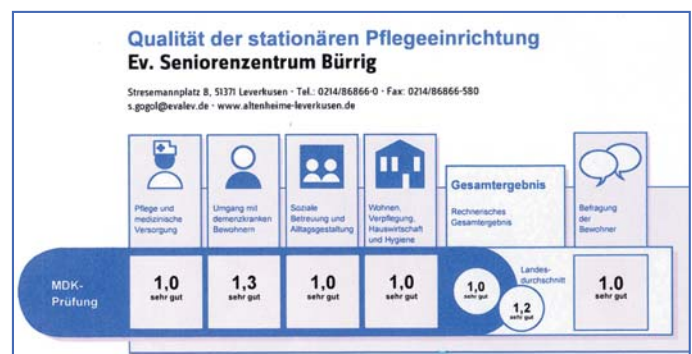 Qualität der stationären Pflegeeinrichtung
Ev. Seniorenzentrum Bürrig
Stresemannplatz 8, 51371 Leverkusen · Tel.: 0214/86866-0 · Fax: 0214/86866-580
s.gogol@evalev.de · www.altenheime-leverkusen.de
Pflege und
medizinische
Versorgung
Umgang mit
demenzkranken
Bewohnern
Soziale
Betreuung und
Alltagsgestaltung
Wohnen,
Verpflegung,
Hauswirtschaft
und Hygiene
Gesamtergebnis
Rechnerisches
Gesamtergebnis
Befragung
der
Bewohner
MDK-
Prüfung
1,0
sehr gut
1,3
sehr gut
1,0
sehr gut
1,0
sehr gut
1,0
sehr gut
Landes-
durchschnitt
1,2
sehr gut
1.0
sehr gut